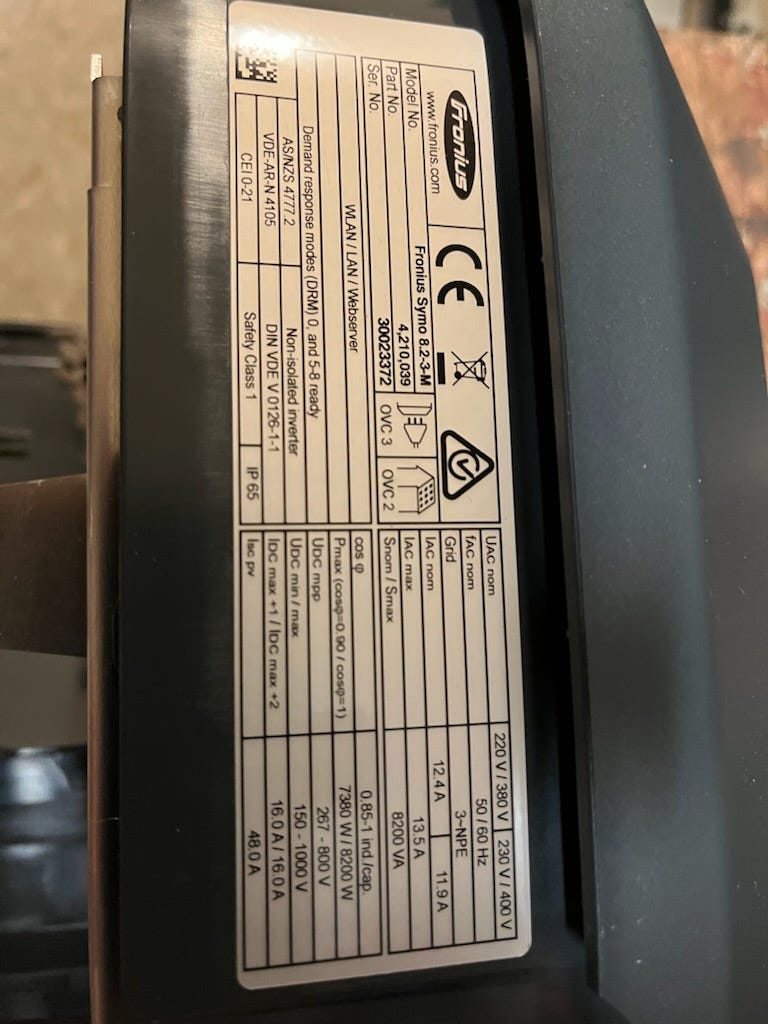 Fronius
www.fronius.com
CE
Model No. Fronius Symo 8.2-3-M
Part No. 4,210,039
Ser. No. 30023372
OVC 3 OVC 2
WLAN / LAN / Webserver
Demand response modes (DRM) 0, and 5-8 ready
AS/NZS 4777.2 Non-isolated inverter
VDE-AR-N 4105 DIN VDE V 0126-1-1
CEI 0-21 Safety Class 1 IP 65
UAC nom 220 V / 380 V 230 V / 400 V
fAC nom 50 / 60 Hz
Grid 3~NPE
IAC nom 12.4 A 11.9 A
IAC max 13.5 A
Snom / Smax 8200 VA
cos φ 0,85-1 ind./cap.
Pmax (cosφ=0.90 / cosφ=1) 7380 W / 8200 W
UDC mpp 267 - 800 V
UDC min / max 150 - 1000 V
IDC max +1 / IDC max +2 16.0 A / 16.0 A
Isc pv 48.0 A